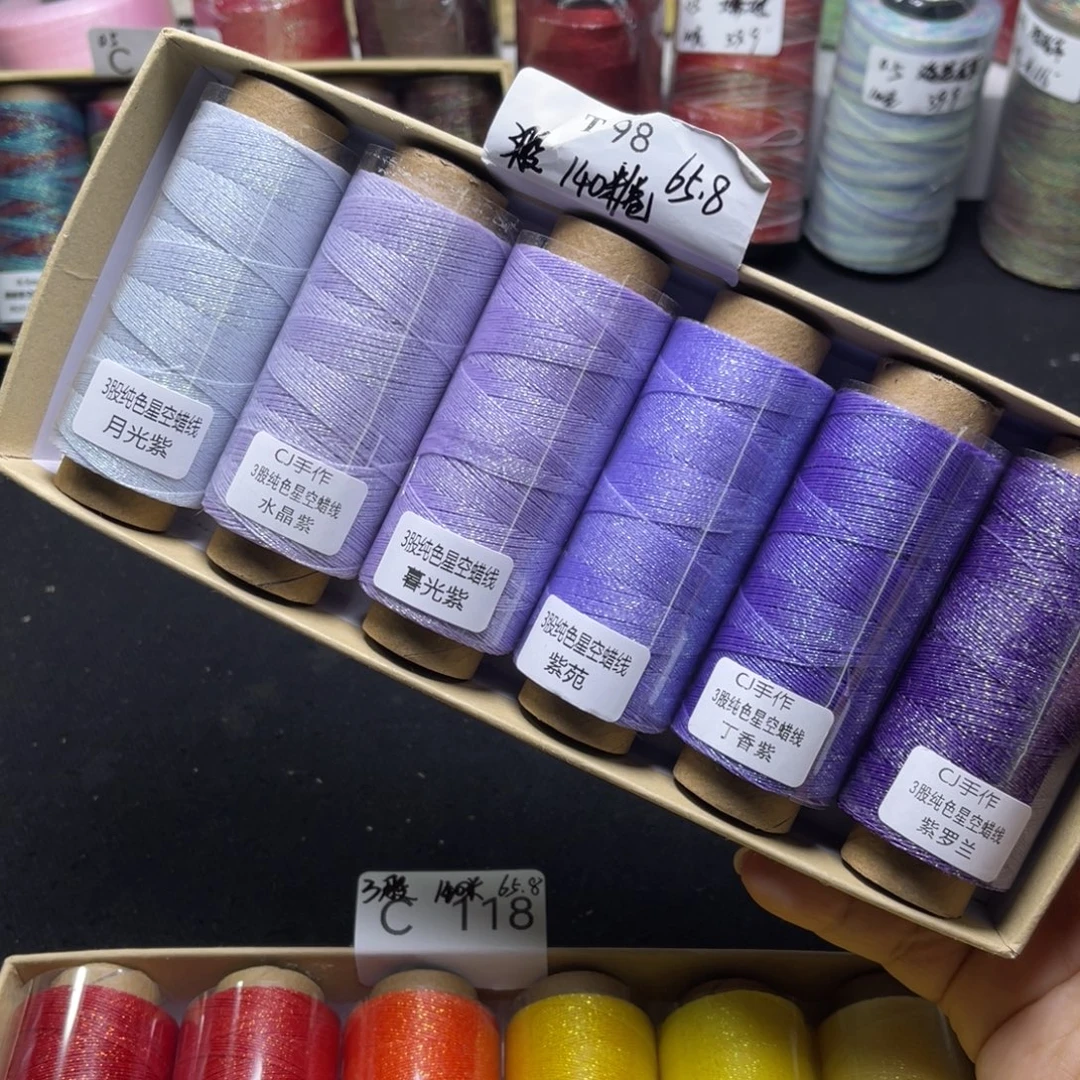 C
T98
3股 140米/卷 65.8
3股纯色星空蜡线
月光紫
CJ手作
3股纯色星空蜡线
水晶紫
3股纯色星空蜡线
暮光紫
3股纯色星空蜡线
紫苑
CJ手作
3股纯色星空蜡线
丁香紫
CJ手作
3股纯色星空蜡线
紫罗兰
3股 140米 65.8
C 118